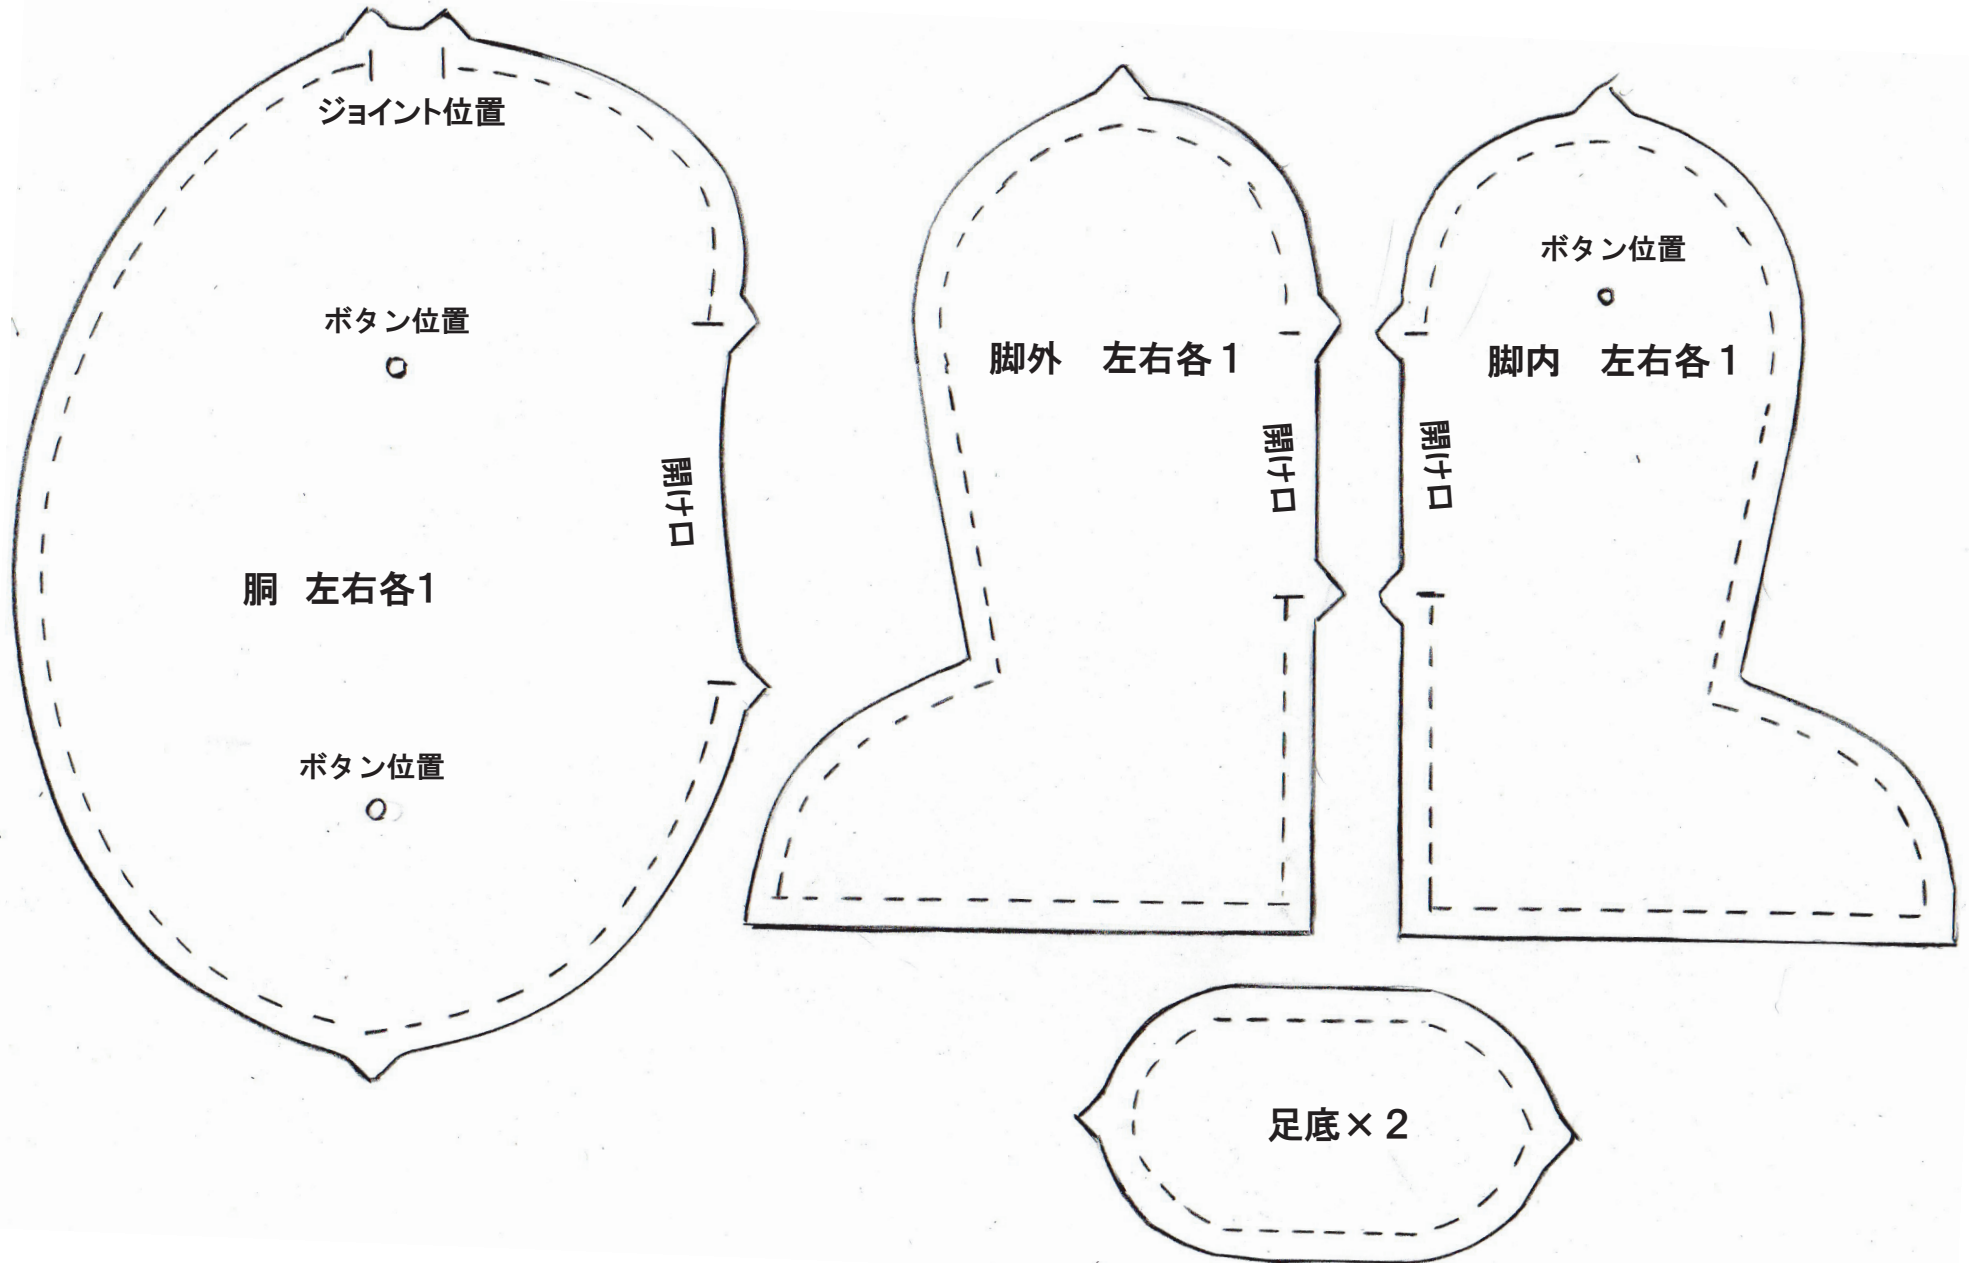 ジョイント位置
ボタン位置
開け口
胴　左右各1
ボタン位置
脚外　左右各１
開け口
ボタン位置
脚内　左右各１
開け口
足底×２